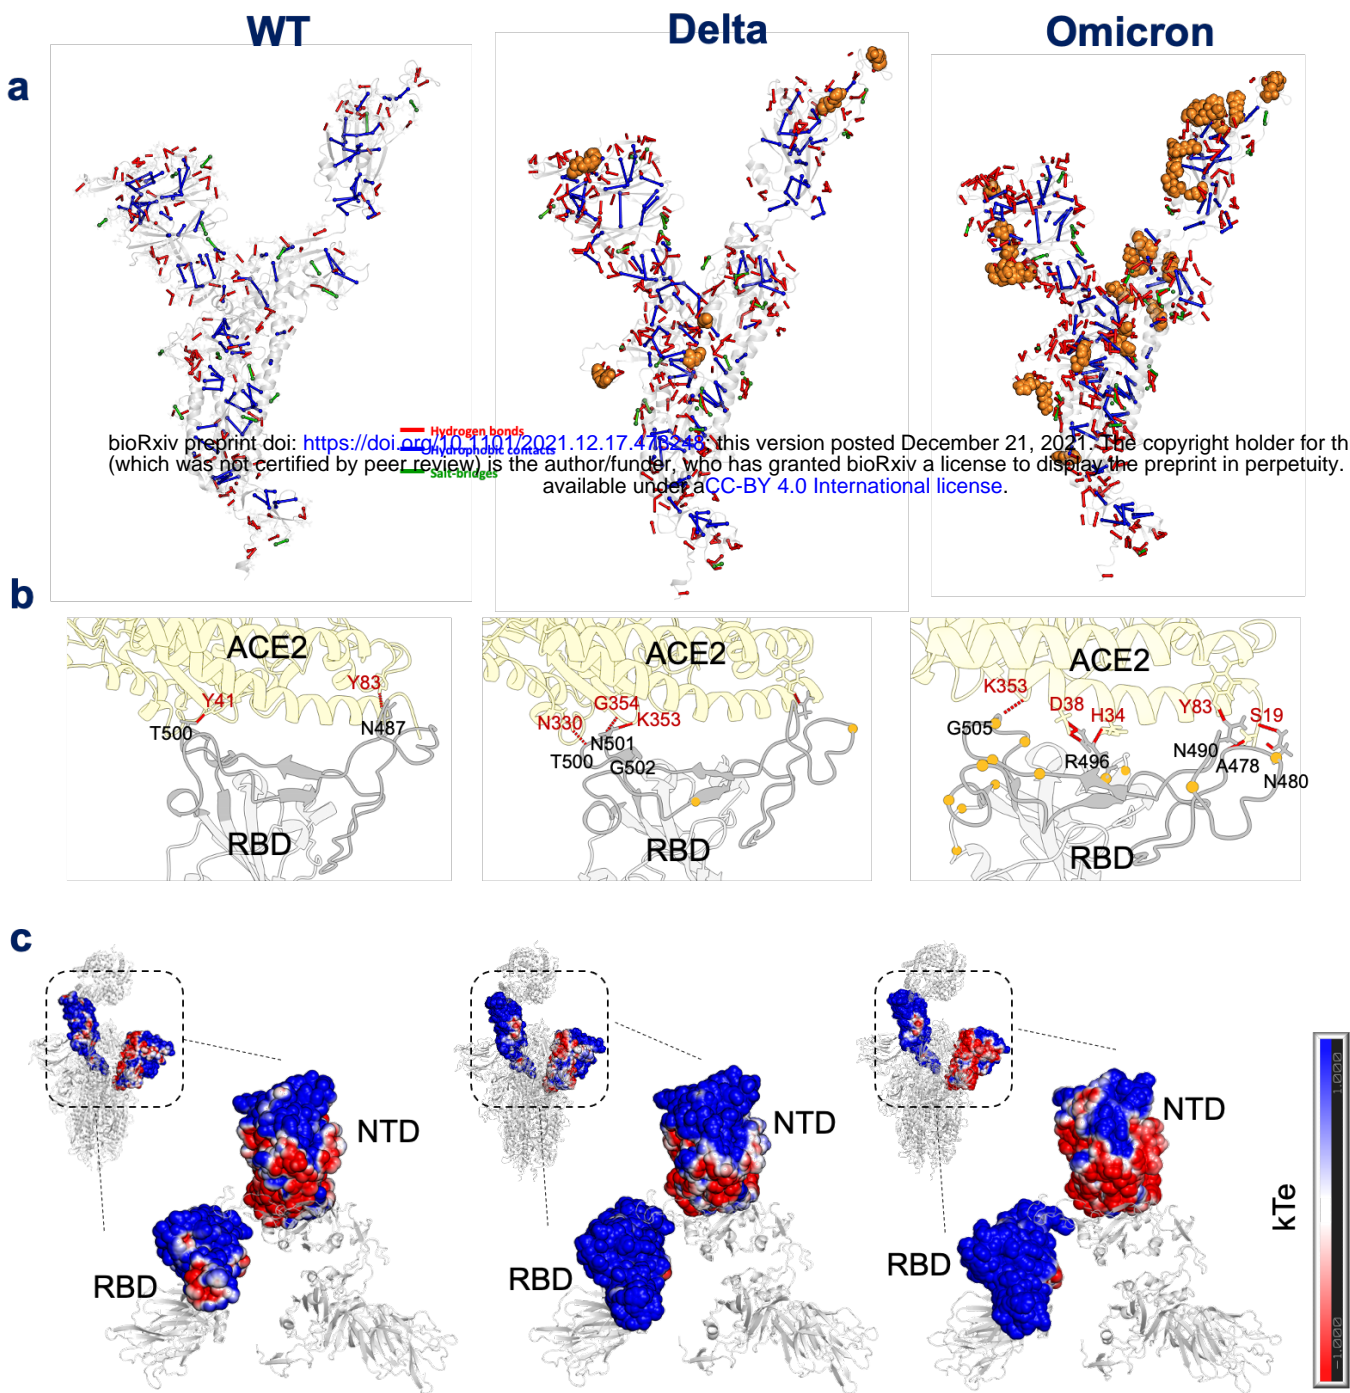 WT
Delta
Omicron
a
Hydrogen bonds
Hydrophobic contacts
Salt-bridges
bioRxiv preprint doi: https://doi.org/10.1101/2021.12.17.473248; this version posted December 21, 2021. The copyright holder for th
(which was not certified by peer review) is the author/funder, who has granted bioRxiv a license to display the preprint in perpetuity.
available under aCC-BY 4.0 International license.
b
ACE2
Y41
Y83
T500
N487
RBD
ACE2
G354
N330
K353
N501
T500
G502
RBD
ACE2
K353
D38
H34
Y83
S19
G505
R496
N490
A478
N480
RBD
c
NTD
RBD
NTD
RBD
NTD
RBD
kTe
1.000
-1.000